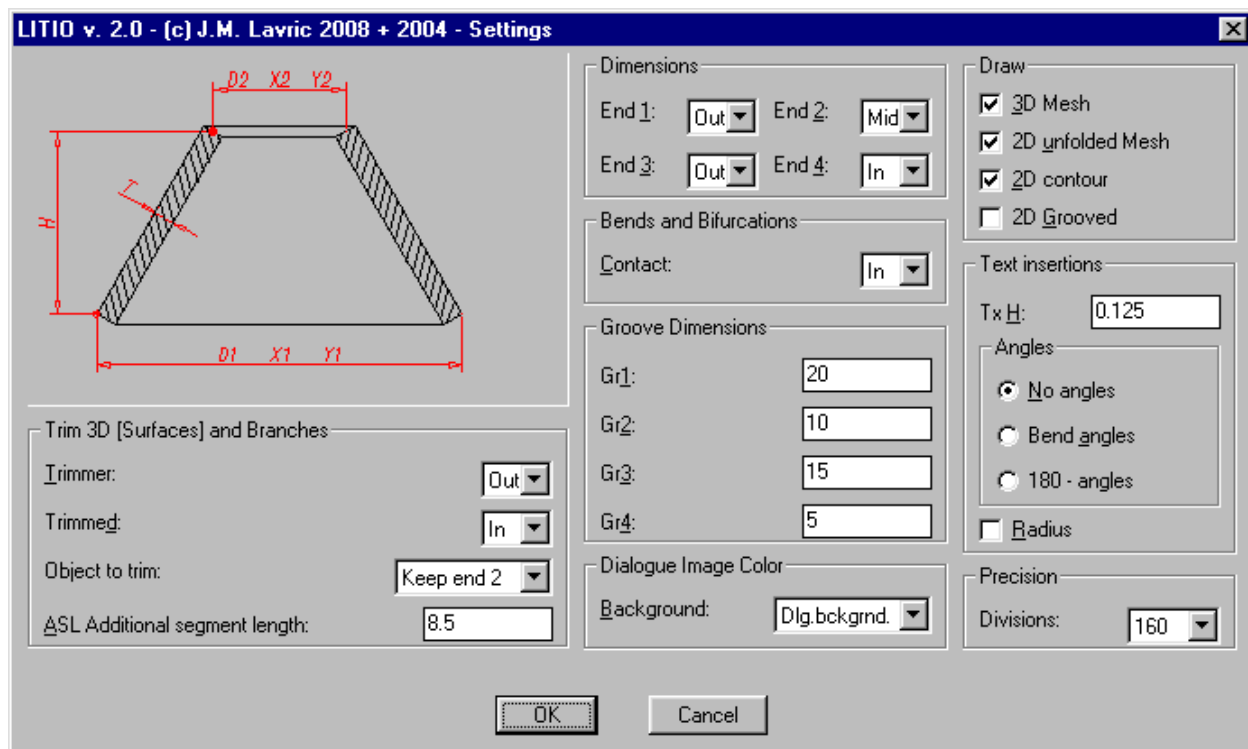 LITIO v. 2.0 - (c) J.M. Lavric 2008 + 2004 - Settings
D2 X2 Y2
T
H
D1 X1 Y1
Trim 3D [Surfaces] and Branches
Trimmer: Out
Trimmed: In
Object to trim: Keep end 2
ASL Additional segment length: 8.5
Dimensions
End 1: Out End 2: Mid
End 3: Out End 4: In
Bends and Bifurcations
Contact: In
Groove Dimensions
Gr1: 20
Gr2: 10
Gr3: 15
Gr4: 5
Dialogue Image Color
Background: Dlg.bckgrnd.
Draw
3D Mesh
2D unfolded Mesh
2D contour
2D Grooved
Text insertions
Tx H: 0.125
Angles
No angles
Bend angles
180 - angles
Radius
Precision
Divisions: 160
OK Cancel